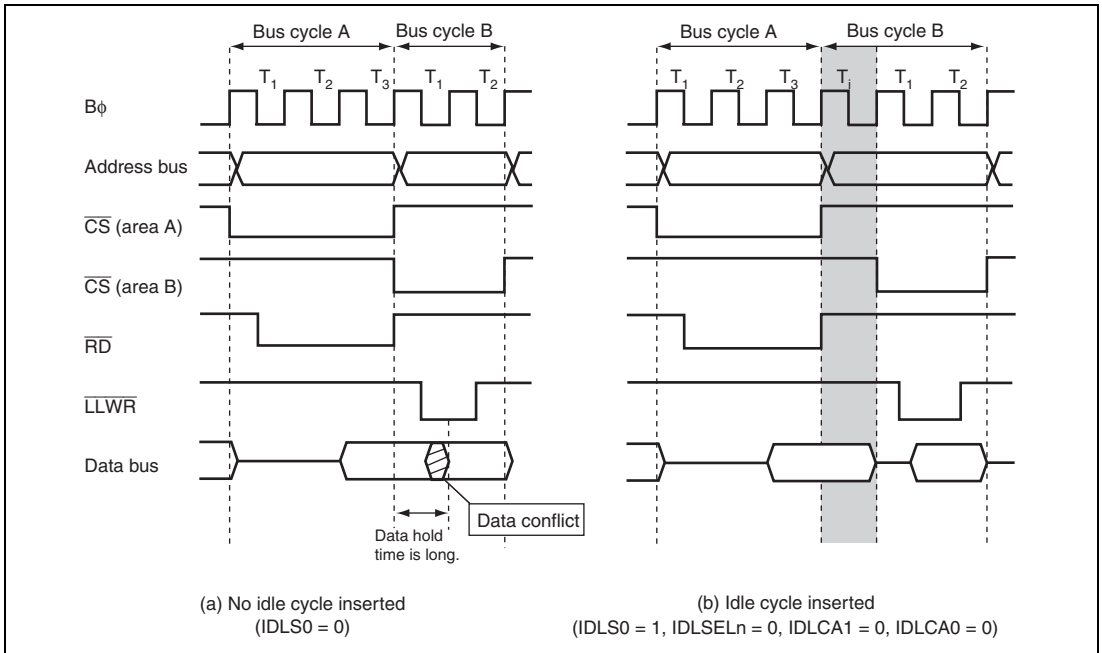 Bus cycle A Bus cycle B
T1 T2 T3 T1 T2
Bϕ
Address bus
CS (area A)
CS (area B)
RD
LLWR
Data bus
Data conflict
Data hold
time is long.
(a) No idle cycle inserted
(IDLS0 = 0)
Bus cycle A Bus cycle B
T1 T2 T3 Ti T1 T2
(b) Idle cycle inserted
(IDLS0 = 1, IDLSELn = 0, IDLCA1 = 0, IDLCA0 = 0)